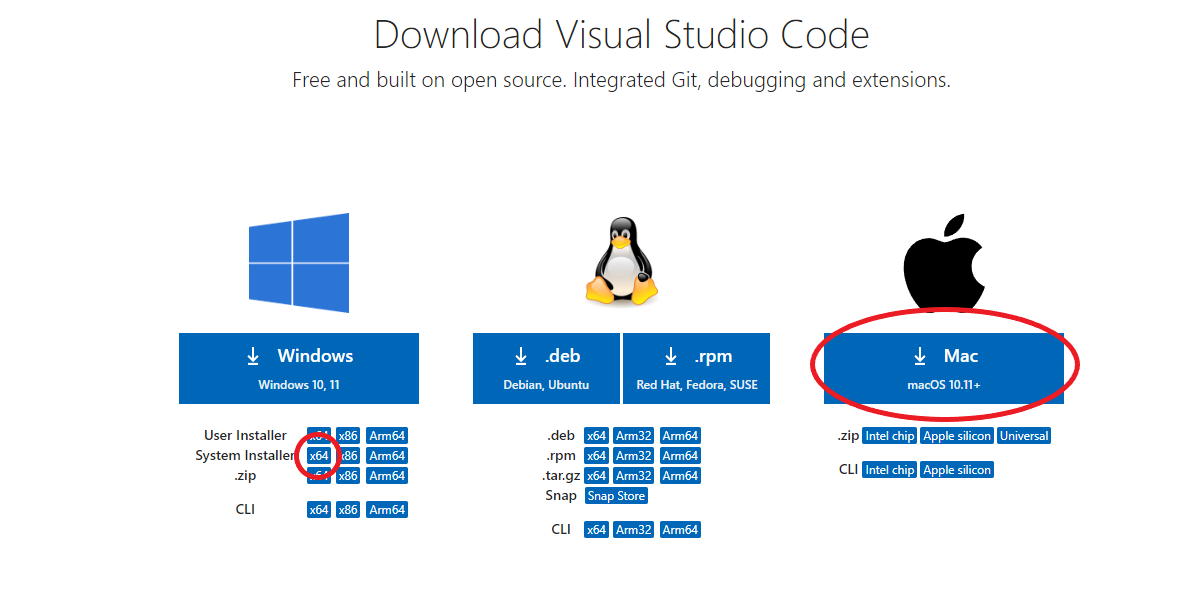 Download Visual Studio Code
Free and built on open source. Integrated Git, debugging and extensions.
Windows
Windows 10, 11
User Installer x64 x86 Arm64
System Installer x64 x86 Arm64
.zip x64 x86 Arm64
CLI x64 x86 Arm64
.deb
Debian, Ubuntu
.rpm
Red Hat, Fedora, SUSE
.deb x64 Arm32 Arm64
.rpm x64 Arm32 Arm64
.tar.gz x64 Arm32 Arm64
Snap Snap Store
CLI x64 Arm32 Arm64
Mac
macOS 10.11+
.zip Intel chip Apple silicon Universal
CLI Intel chip Apple silicon